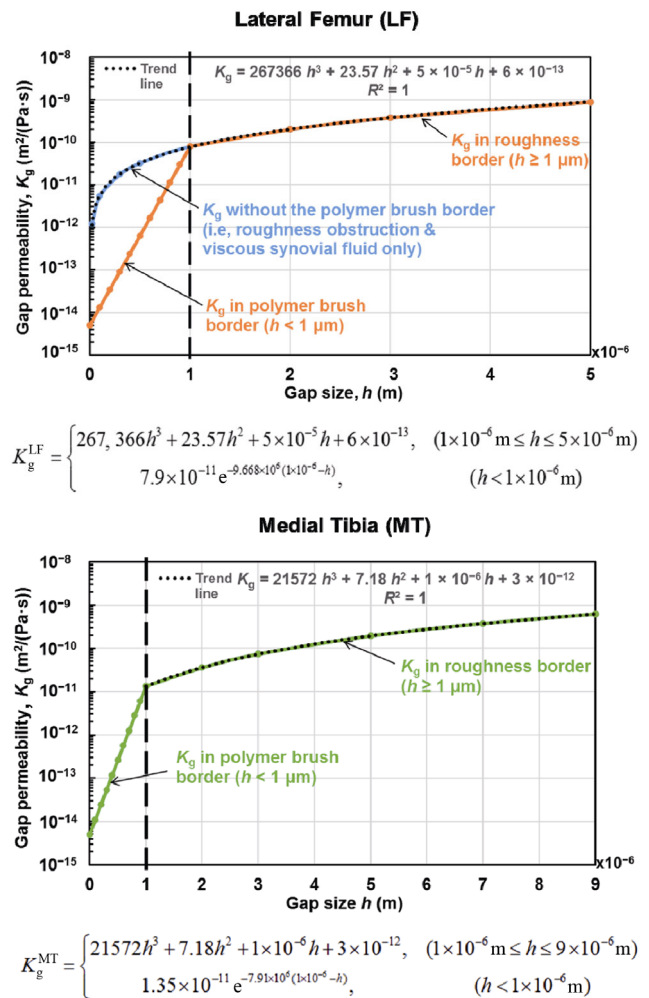 Lateral Femur (LF)
Trend line
Kg = 267366 h³ + 23.57 h² + 5 × 10⁻⁵ h + 6 × 10⁻¹³
R² = 1
Gap permeability, Kg (m²/(Pa·s))
10⁻⁸
10⁻⁹
10⁻¹⁰
10⁻¹¹
10⁻¹²
10⁻¹³
10⁻¹⁴
10⁻¹⁵
Kg in roughness
border (h ≥ 1 µm)
Kg without the polymer brush border
(i.e, roughness obstruction &
viscous synovial fluid only)
Kg in polymer brush
border (h < 1 µm)
x10⁻⁶
0 1 2 3 4 5
Gap size, h (m)
Kg^LF = { 267, 366h³ + 23.57h² + 5×10⁻⁵h + 6×10⁻¹³, (1×10⁻⁶ m ≤ h ≤ 5×10⁻⁶ m)
7.9×10⁻¹¹ e^(-9.668×10⁶(1×10⁻⁶−h)), (h < 1×10⁻⁶ m)
Medial Tibia (MT)
Trend line
Kg = 21572 h³ + 7.18 h² + 1 × 10⁻⁶ h + 3 × 10⁻¹²
R² = 1
Gap permeability, Kg (m²/(Pa·s))
10⁻⁸
10⁻⁹
10⁻¹⁰
10⁻¹¹
10⁻¹²
10⁻¹³
10⁻¹⁴
10⁻¹⁵
Kg in roughness border
(h ≥ 1 µm)
Kg in polymer brush
border (h < 1 µm)
x10⁻⁶
0 1 2 3 4 5 6 7 8 9
Gap size h (m)
Kg^MT = { 21572h³ + 7.18h² + 1×10⁻⁶h + 3×10⁻¹², (1×10⁻⁶ m ≤ h ≤ 9×10⁻⁶ m)
1.35×10⁻¹¹ e^(-7.91×10⁶(1×10⁻⁶−h)), (h < 1×10⁻⁶ m)